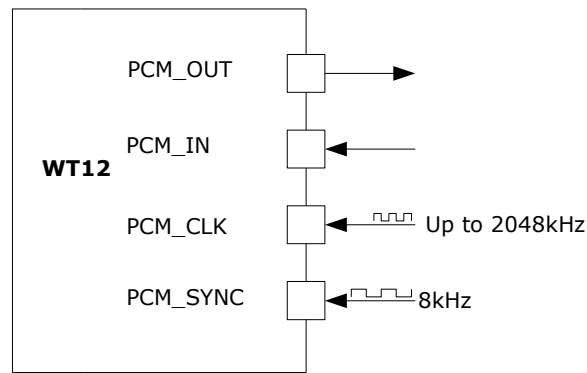 PCM_OUT
PCM_IN
WT12
PCM_CLK
Up to 2048kHz
PCM_SYNC
8kHz